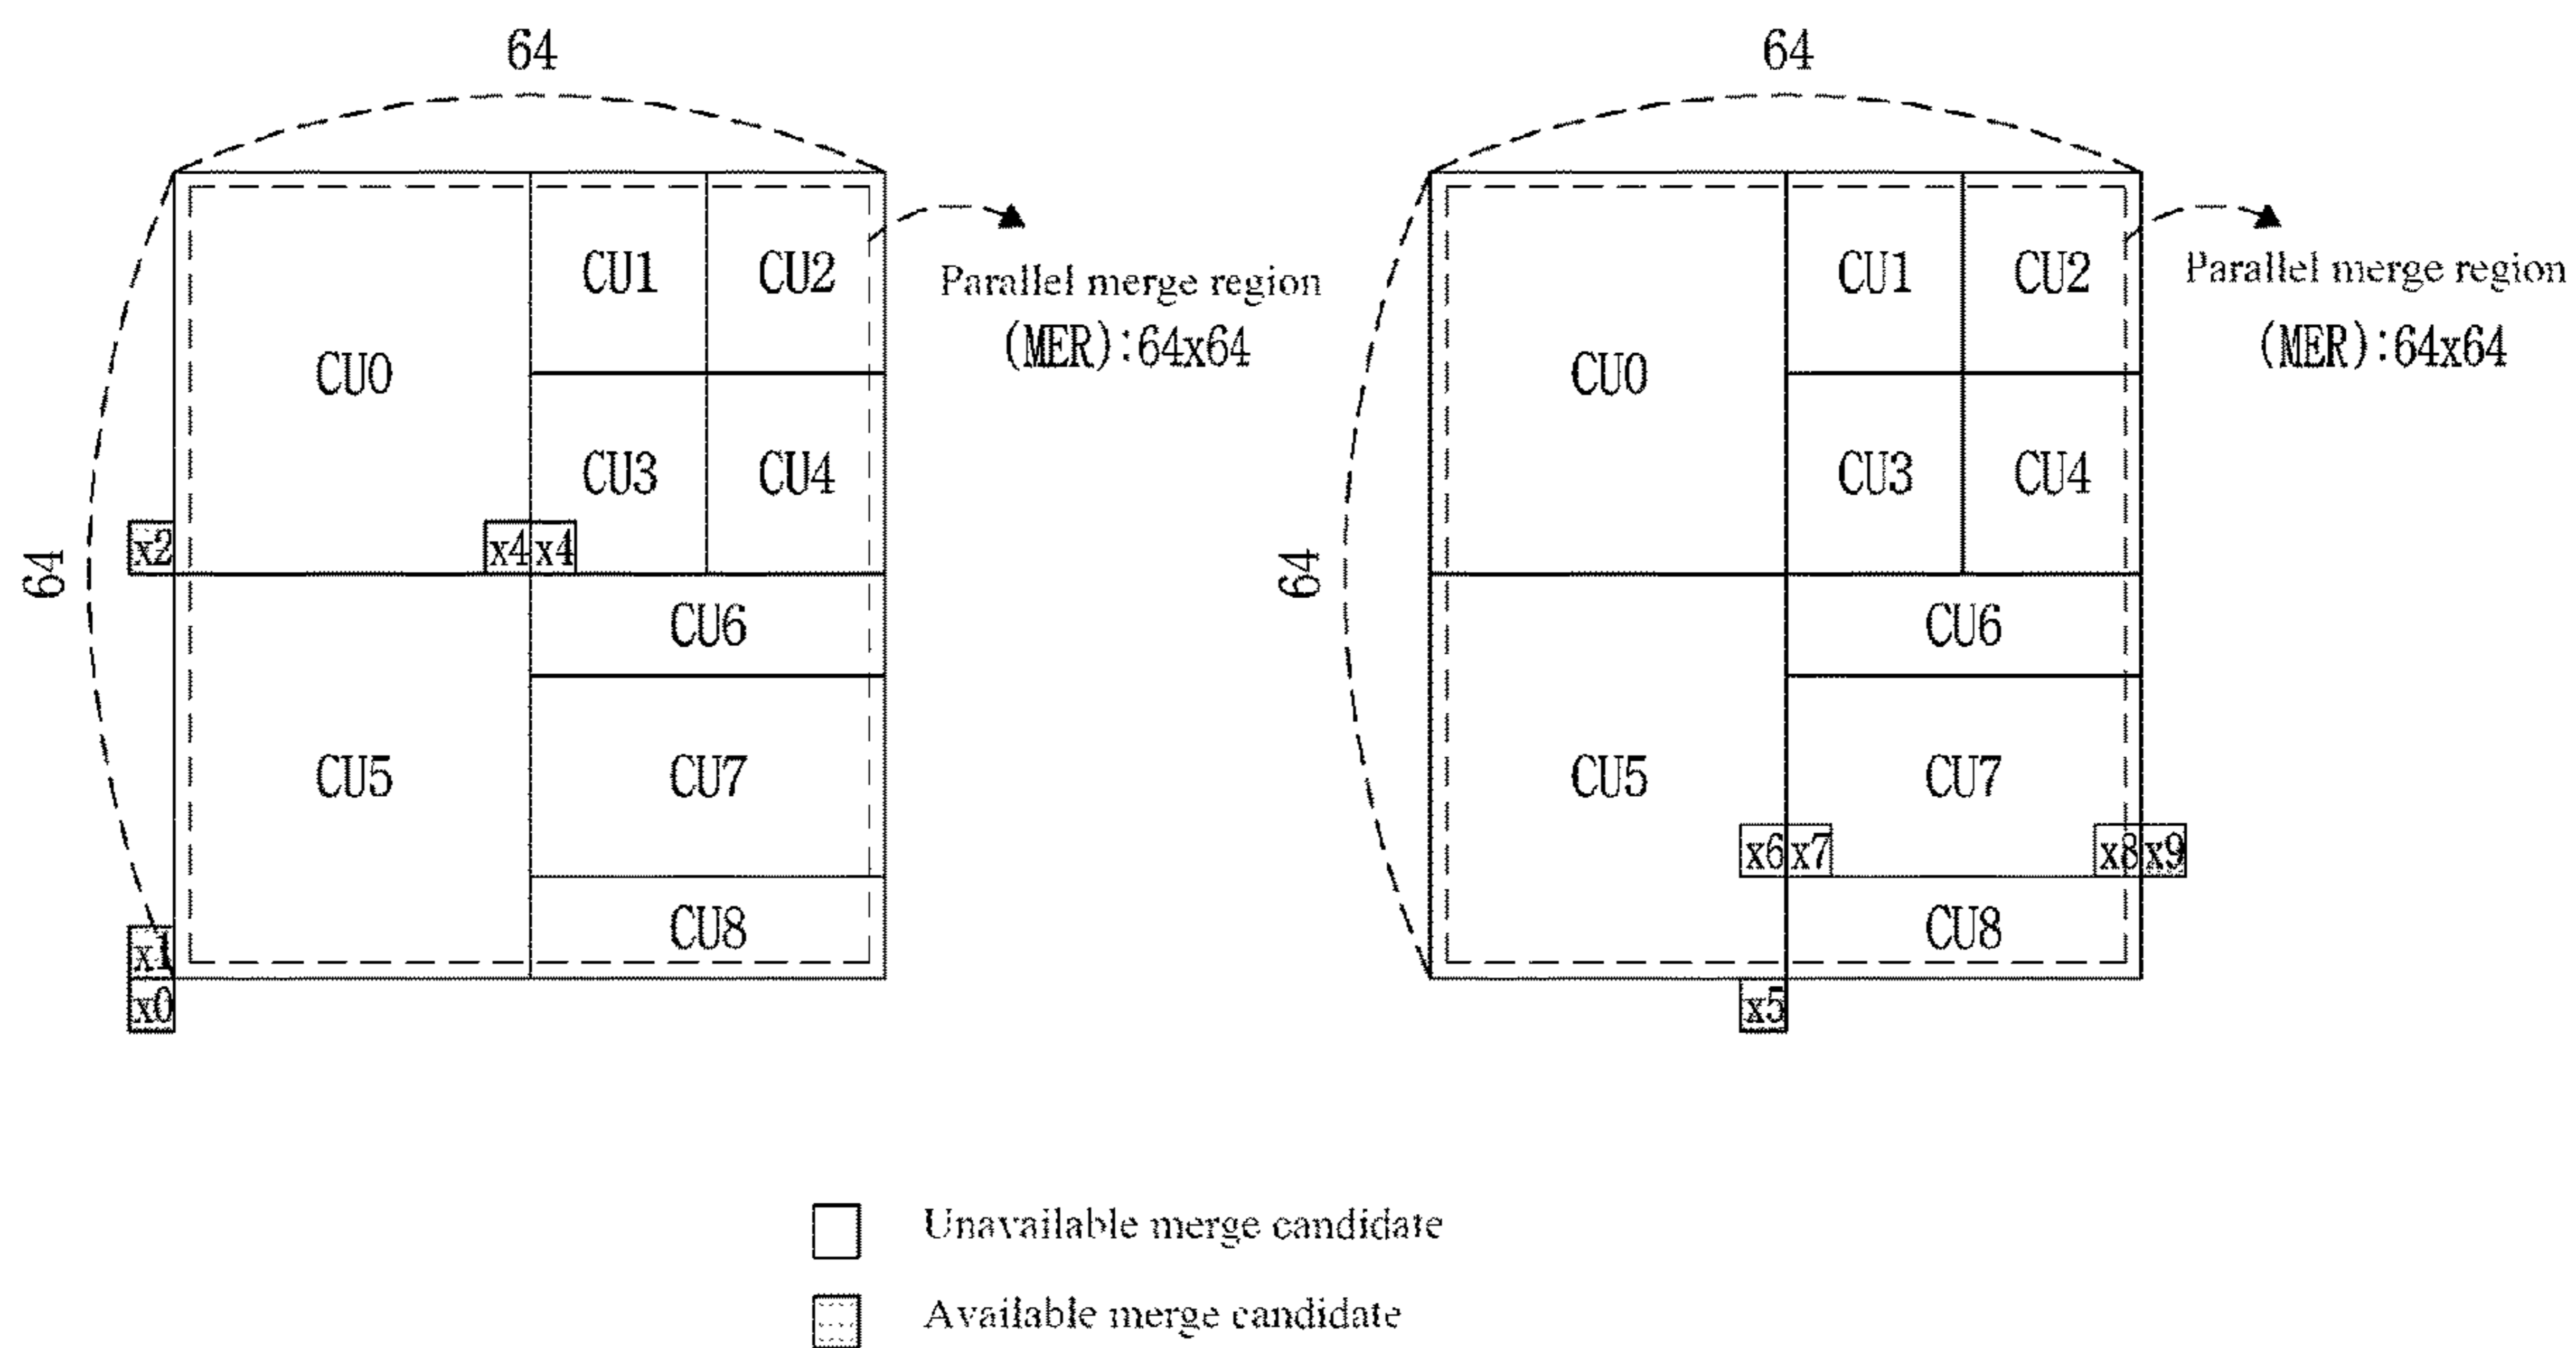 64
64
CU0
CU1
CU2
CU3
CU4
x2
x4
x4
CU5
CU6
CU7
CU8
x1
x0
Parallel merge region
(MER):64x64
64
64
CU0
CU1
CU2
CU3
CU4
CU5
CU6
CU7
x6
x7
x8
x9
CU8
x5
Parallel merge region
(MER):64x64
Unavailable merge candidate
Available merge candidate